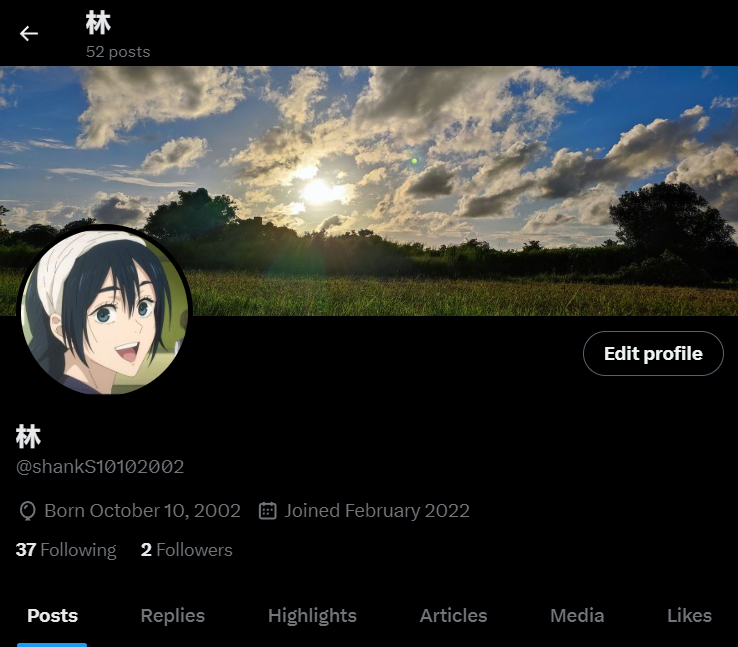 林
52 posts
Edit profile
林
@shankS10102002
Born October 10, 2002 Joined February 2022
37 Following 2 Followers
Posts Replies Highlights Articles Media Likes